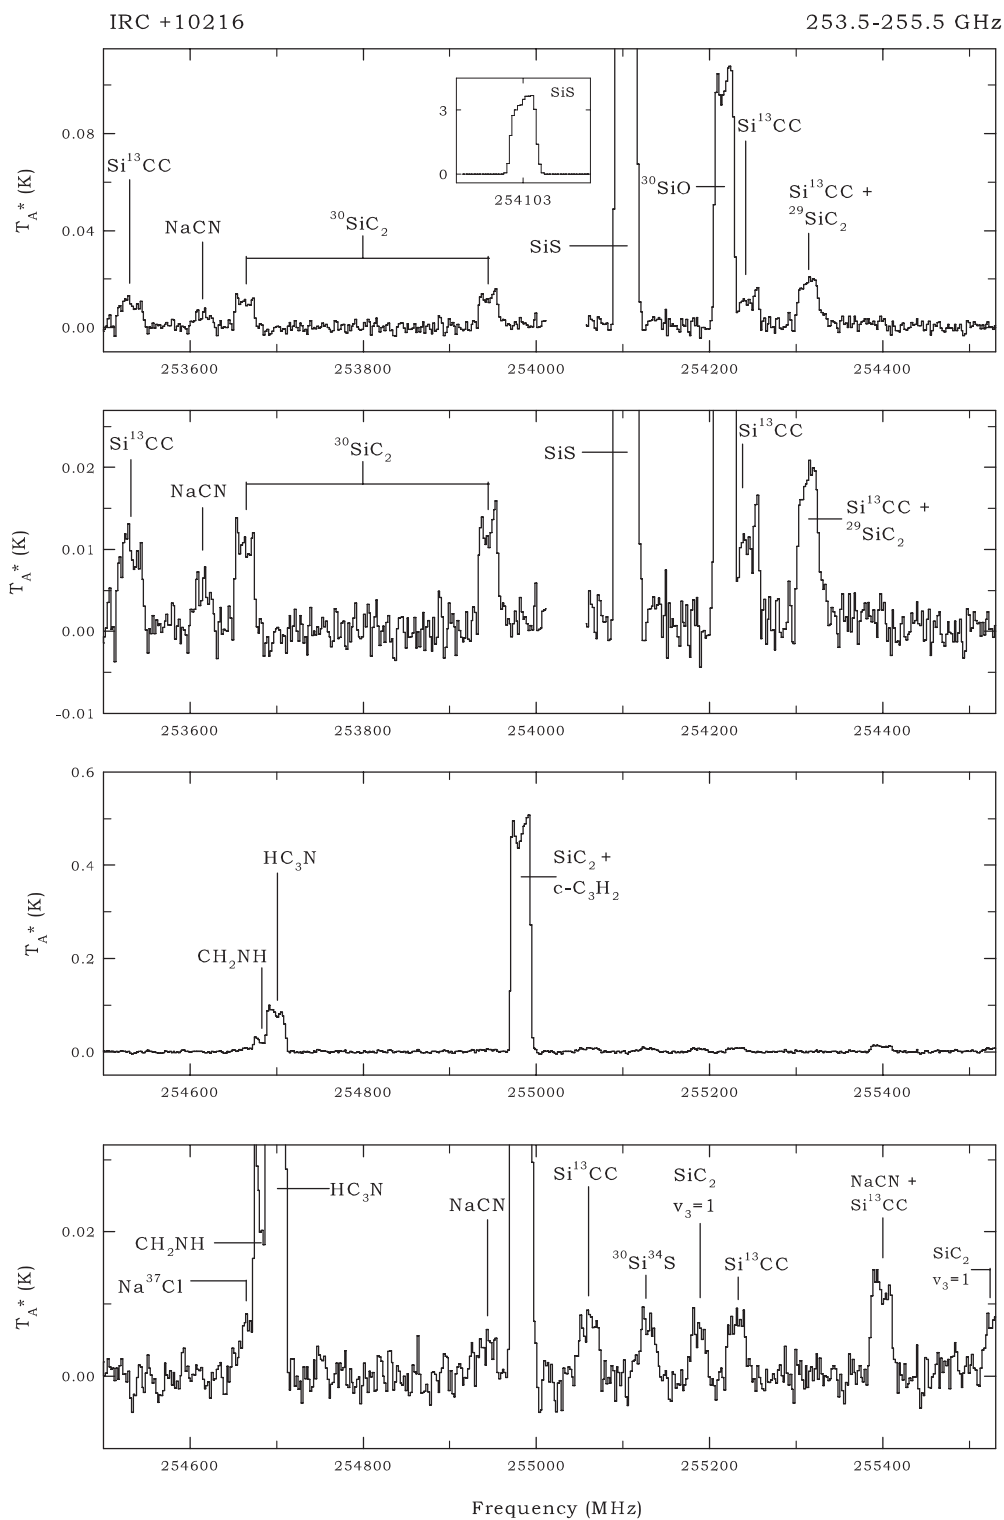 IRC +10216 253.5-255.5 GHz
T_A* (K)
0.08
0.04
0.00
Si¹³CC
NaCN
³⁰SiC₂
SiS
3
0
254103
SiS
³⁰SiO
Si¹³CC
Si¹³CC +
²⁹SiC₂
253600 253800 254000 254200 254400
T_A* (K)
0.02
0.01
0.00
-0.01
Si¹³CC
NaCN
³⁰SiC₂
SiS
Si¹³CC
Si¹³CC +
²⁹SiC₂
253600 253800 254000 254200 254400
T_A* (K)
0.6
0.4
0.2
0.0
CH₂NH
HC₃N
SiC₂ +
c-C₃H₂
254600 254800 255000 255200 255400
T_A* (K)
0.02
0.00
Na³⁷Cl
CH₂NH
HC₃N
NaCN
Si¹³CC
³⁰Si³⁴S
SiC₂
v₃=1
Si¹³CC
NaCN +
Si¹³CC
SiC₂
v₃=1
254600 254800 255000 255200 255400
Frequency (MHz)